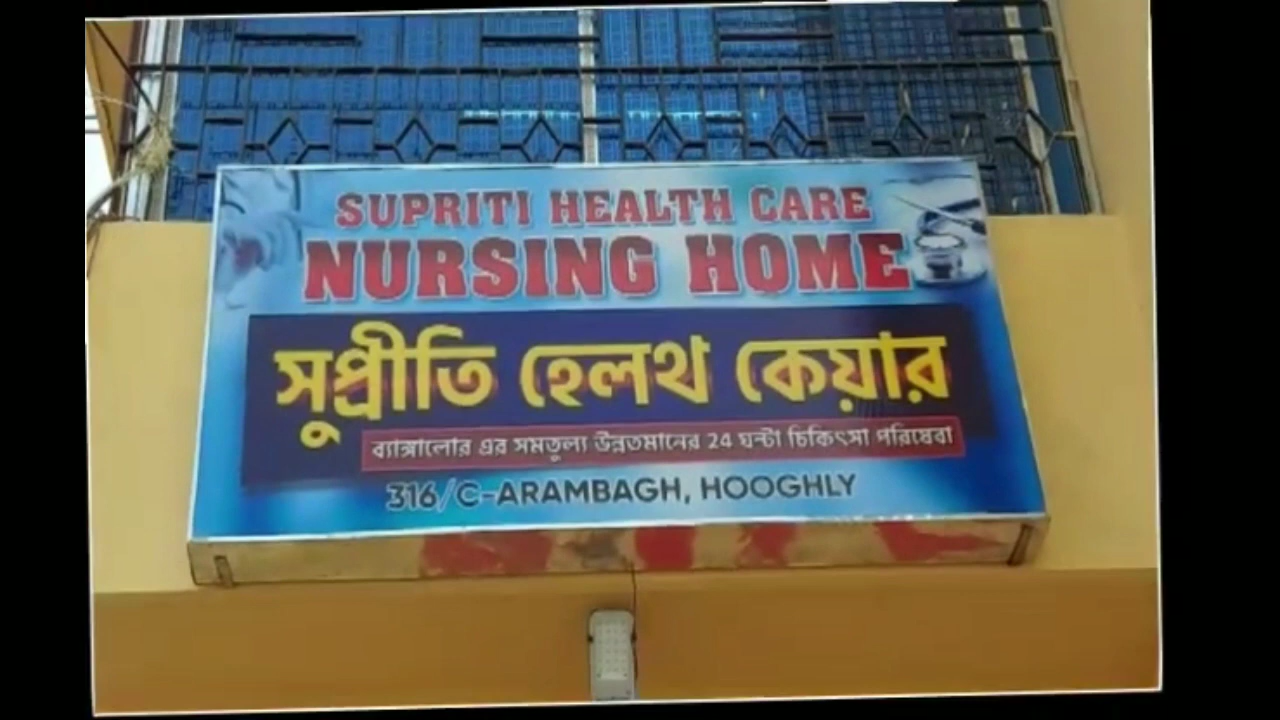 SUPRITI HEALTH CARE
NURSING HOME
সুপ্রীতি হেলথ কেয়ার
ব্যাঙ্গালোর এর সমতুল্য উন্নতমানের 24 ঘন্টা চিকিৎসা পরিষেবা
316/C-ARAMBAGH, HOOGHLY